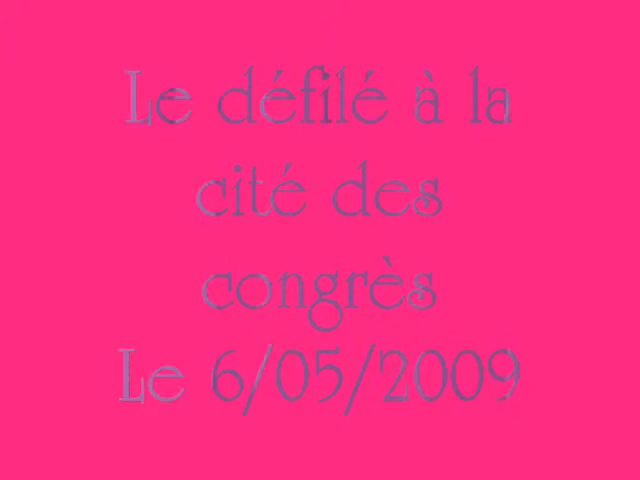 Le défilé à la
cité des
congrès
Le 6/05/2009